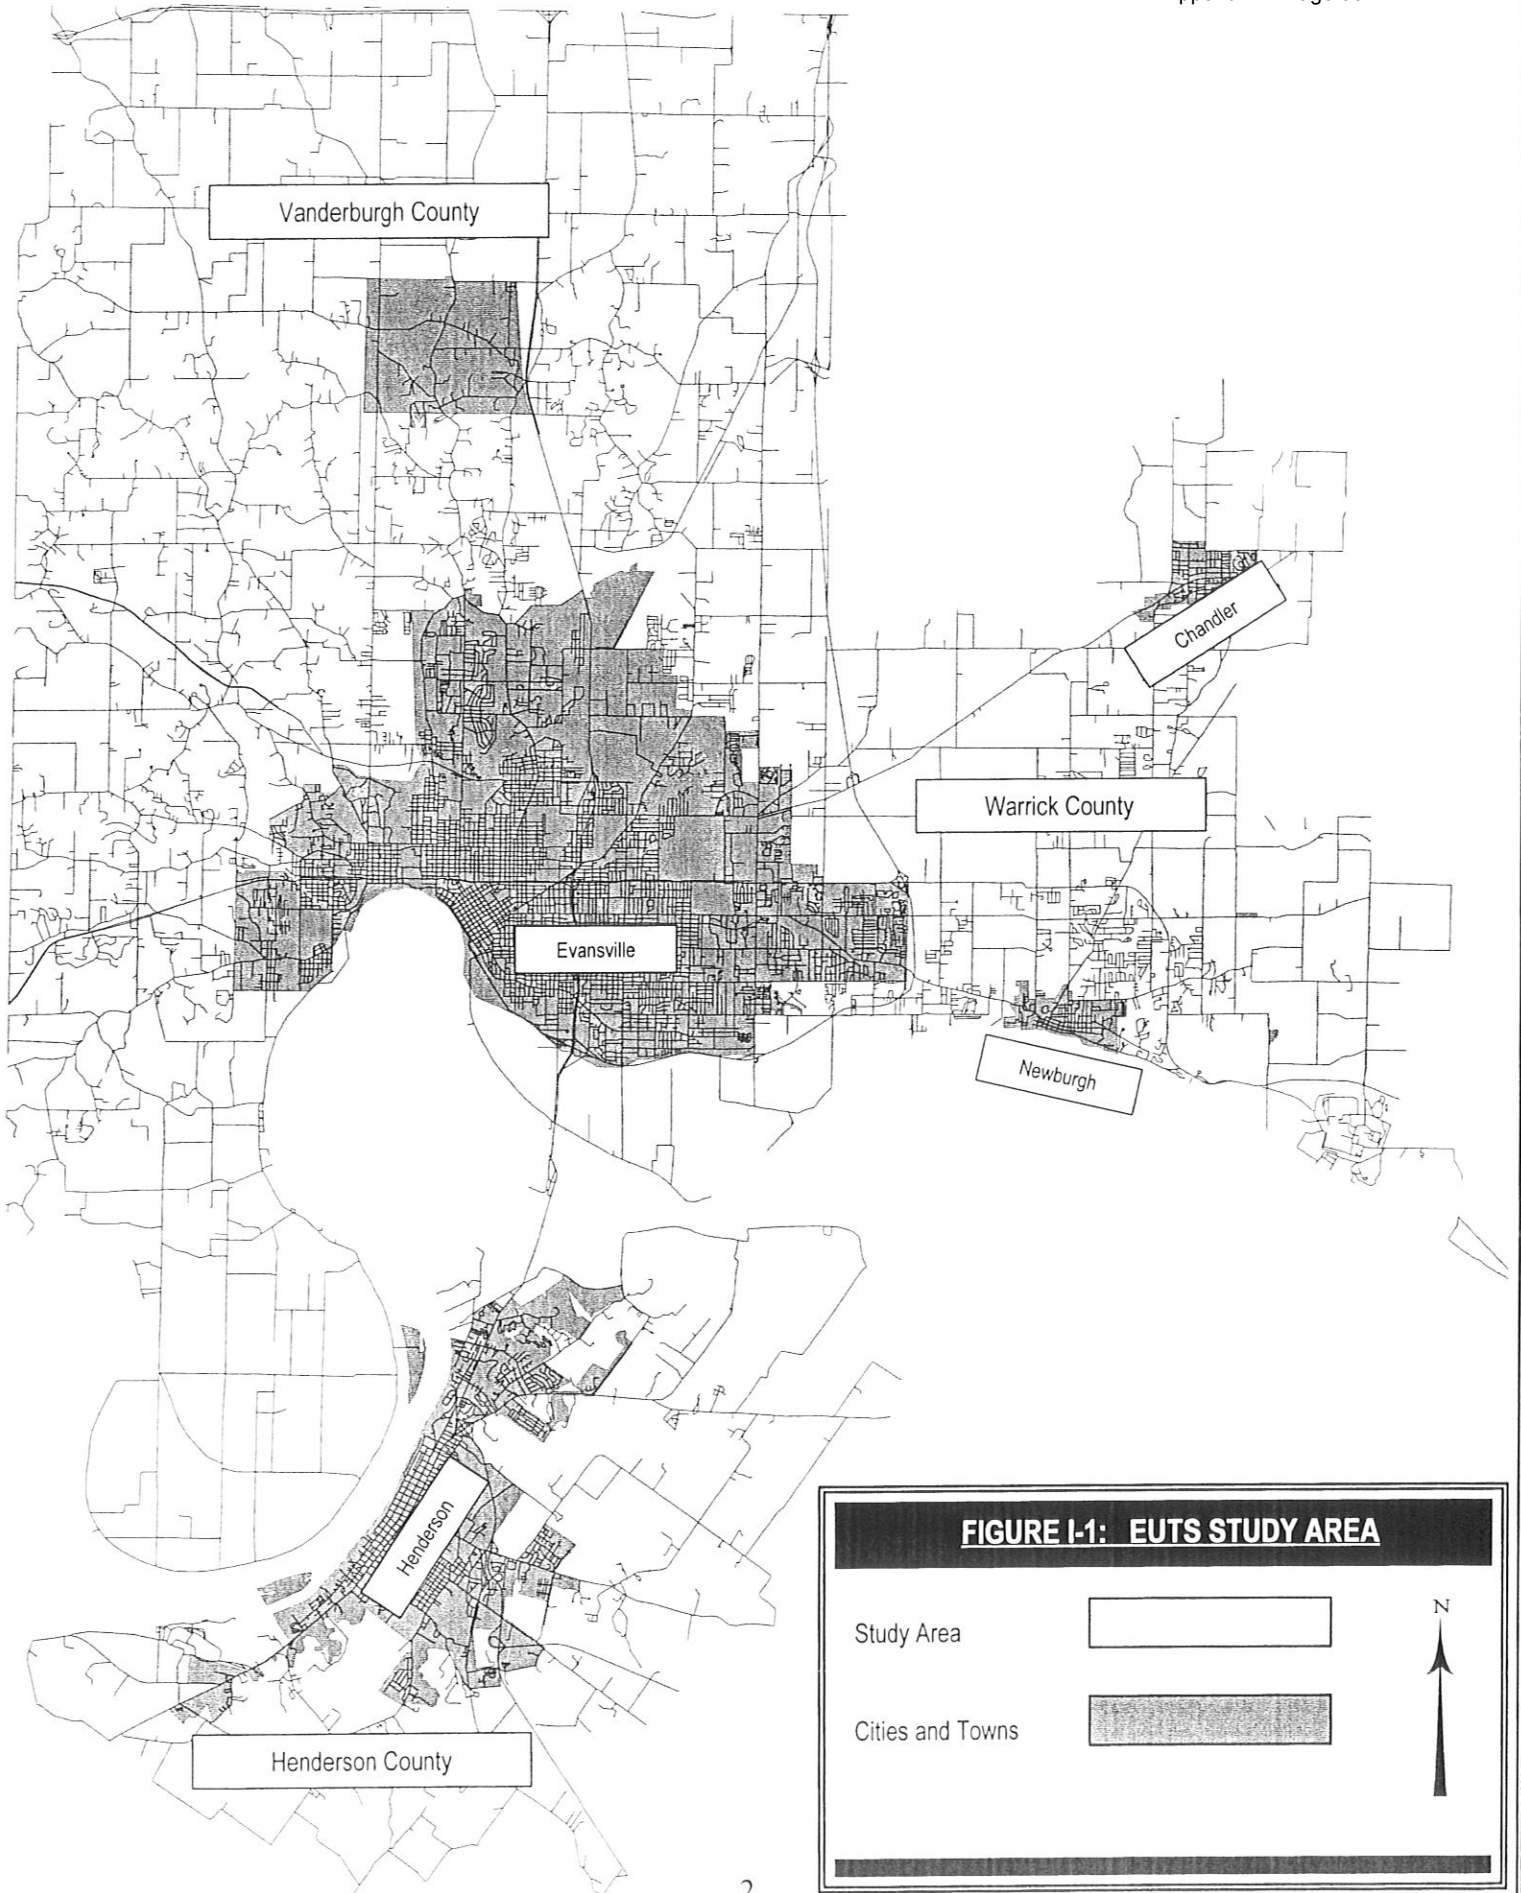 Vanderburgh County
Chandler
Warrick County
Evansville
Newburgh
Henderson
Henderson County
FIGURE I-1: EUTS STUDY AREA
Study Area
N
Cities and Towns
2